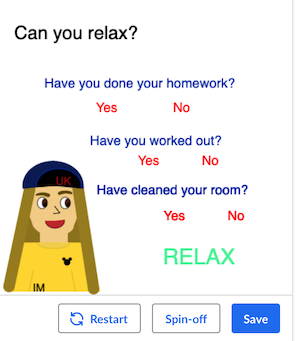 Can you relax?
Have you done your homework?
Yes No
Have you worked out?
Yes No
UK
Have cleaned your room?
Yes No
RELAX
IM
Restart Spin-off Save